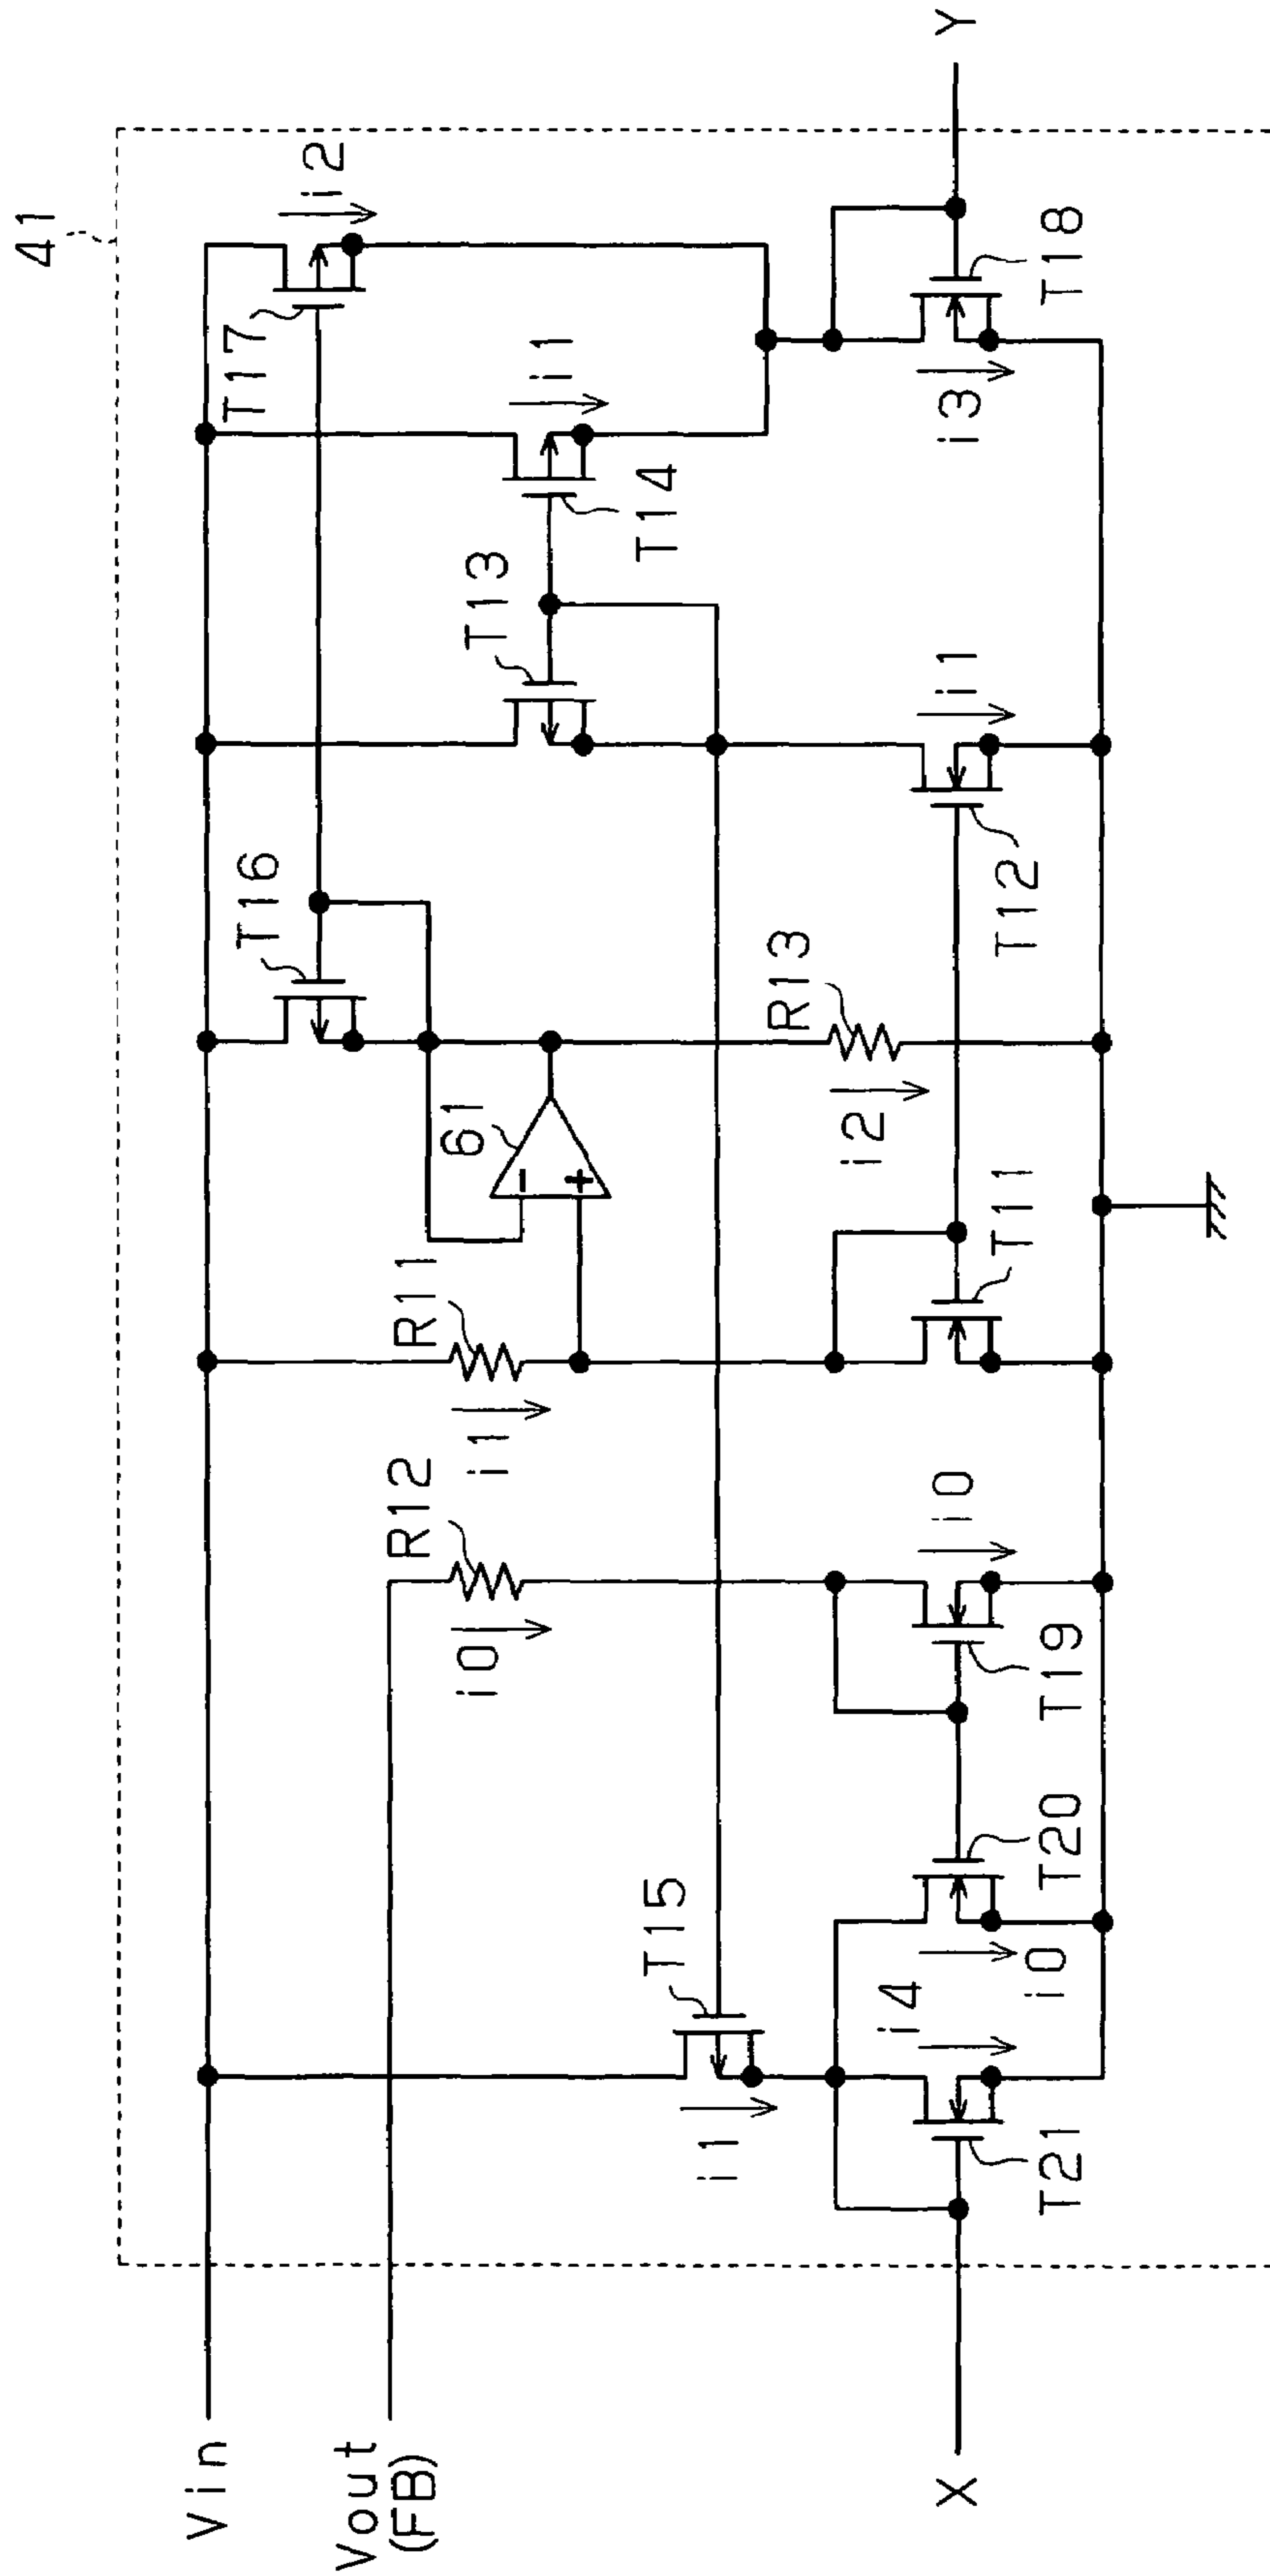 41
Vin
Vout
(FB)
X
Y
T17
i2
T16
T14
i1
T13
61
R11
i1
R12
i0
T15
i1
R13
i2
T18
i3
T12
i1
T11
T19
i0
T20
i0
T21
i4
-
+